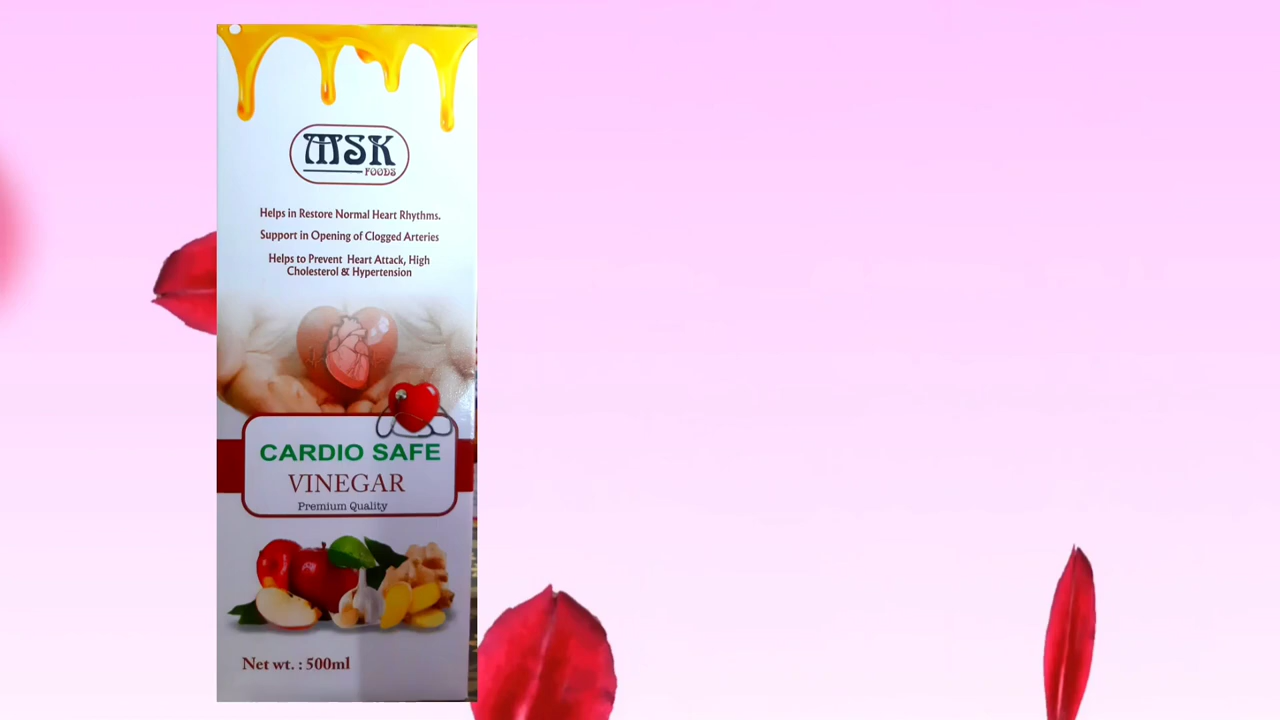 MSK
FOODS
Helps in Restore Normal Heart Rhythms.
Support in Opening of Clogged Arteries
Helps to Prevent Heart Attack, High
Cholesterol & Hypertension
CARDIO SAFE
VINEGAR
Premium Quality
Net wt. : 500ml